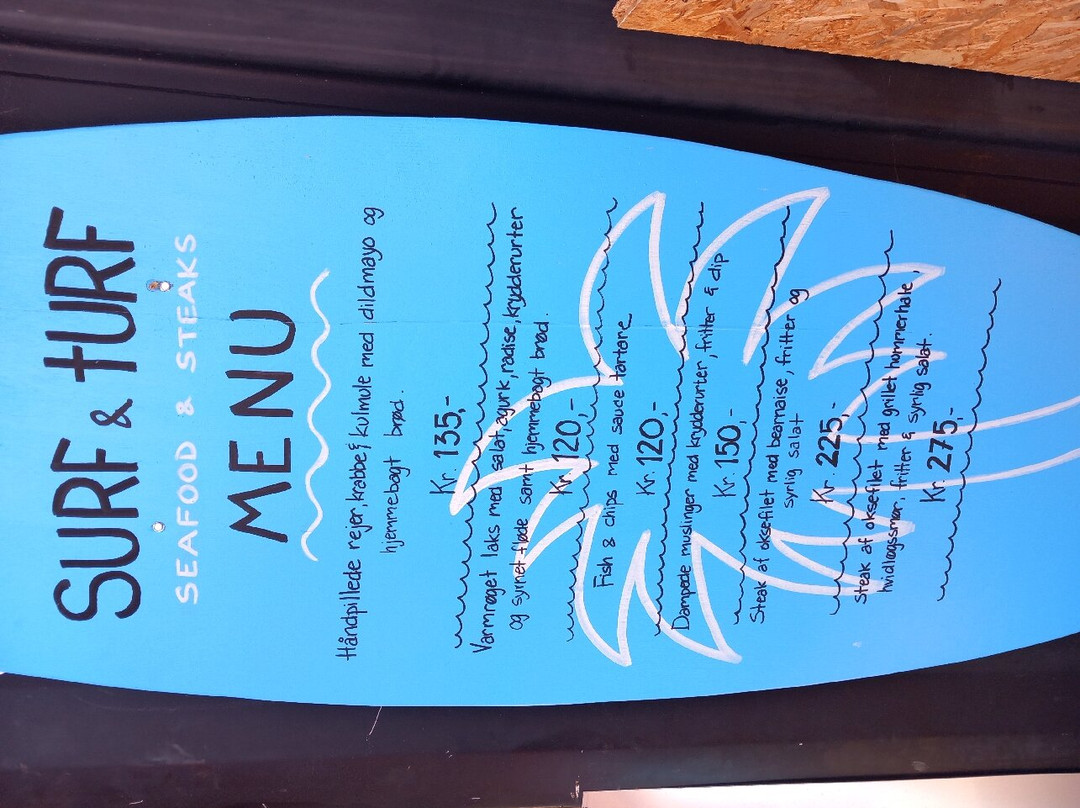 SURF & TURF
SEAFOOD & STEAKS
MENU
Håndpillede rejer, krabbe & kulmule med dildmayo og
hjemmebagt brød.
Kr. 135,-
Varmrøget laks med salat, agurk, radise, krydderurter
og syrnet fløde samt hjemmebagt brød.
Kr. 120,-
Fish & chips med sauce tartare
Kr. 120,-
Dampede muslinger med krydderurter, fritter & dip
Kr. 150,-
Steak af oksefilet med bearnaise, fritter og
synlig salat
Kr. 225,-
Steak af oksefilet med grillet hummerhale,
hvidløgssmør, fritter & synlig salat.
Kr. 275,-